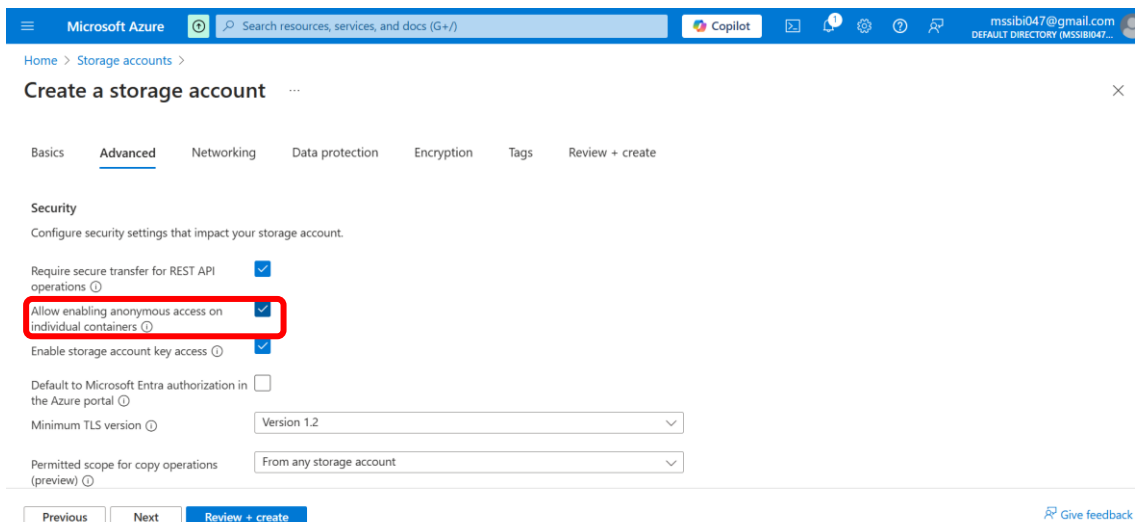 Microsoft Azure
Search resources, services, and docs (G+/)
Copilot
1
mssibi047@gmail.com
DEFAULT DIRECTORY (MSSIBI047...
Home > Storage accounts >
Create a storage account ...
Basics Advanced Networking Data protection Encryption Tags Review + create
Security
Configure security settings that impact your storage account.
Require secure transfer for REST API
operations
Allow enabling anonymous access on
individual containers
Enable storage account key access
Default to Microsoft Entra authorization in
the Azure portal
Minimum TLS version
Version 1.2
Permitted scope for copy operations
(preview)
From any storage account
Previous Next Review + create
Give feedback